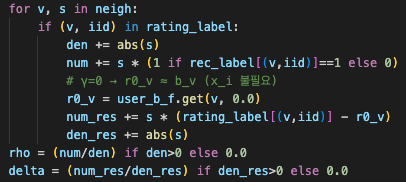 for v, s in neigh:
    if (v, iid) in rating_label:
        den += abs(s)
        num += s * (1 if rec_label[(v,iid)]==1 else 0)
        # γ=0 → r0_v ≈ b_v (x_i 불필요)
        r0_v = user_b_f.get(v, 0.0)
        num_res += s * (rating_label[(v,iid)] - r0_v)
        den_res += abs(s)
rho = (num/den) if den>0 else 0.0
delta = (num_res/den_res) if den_res>0 else 0.0